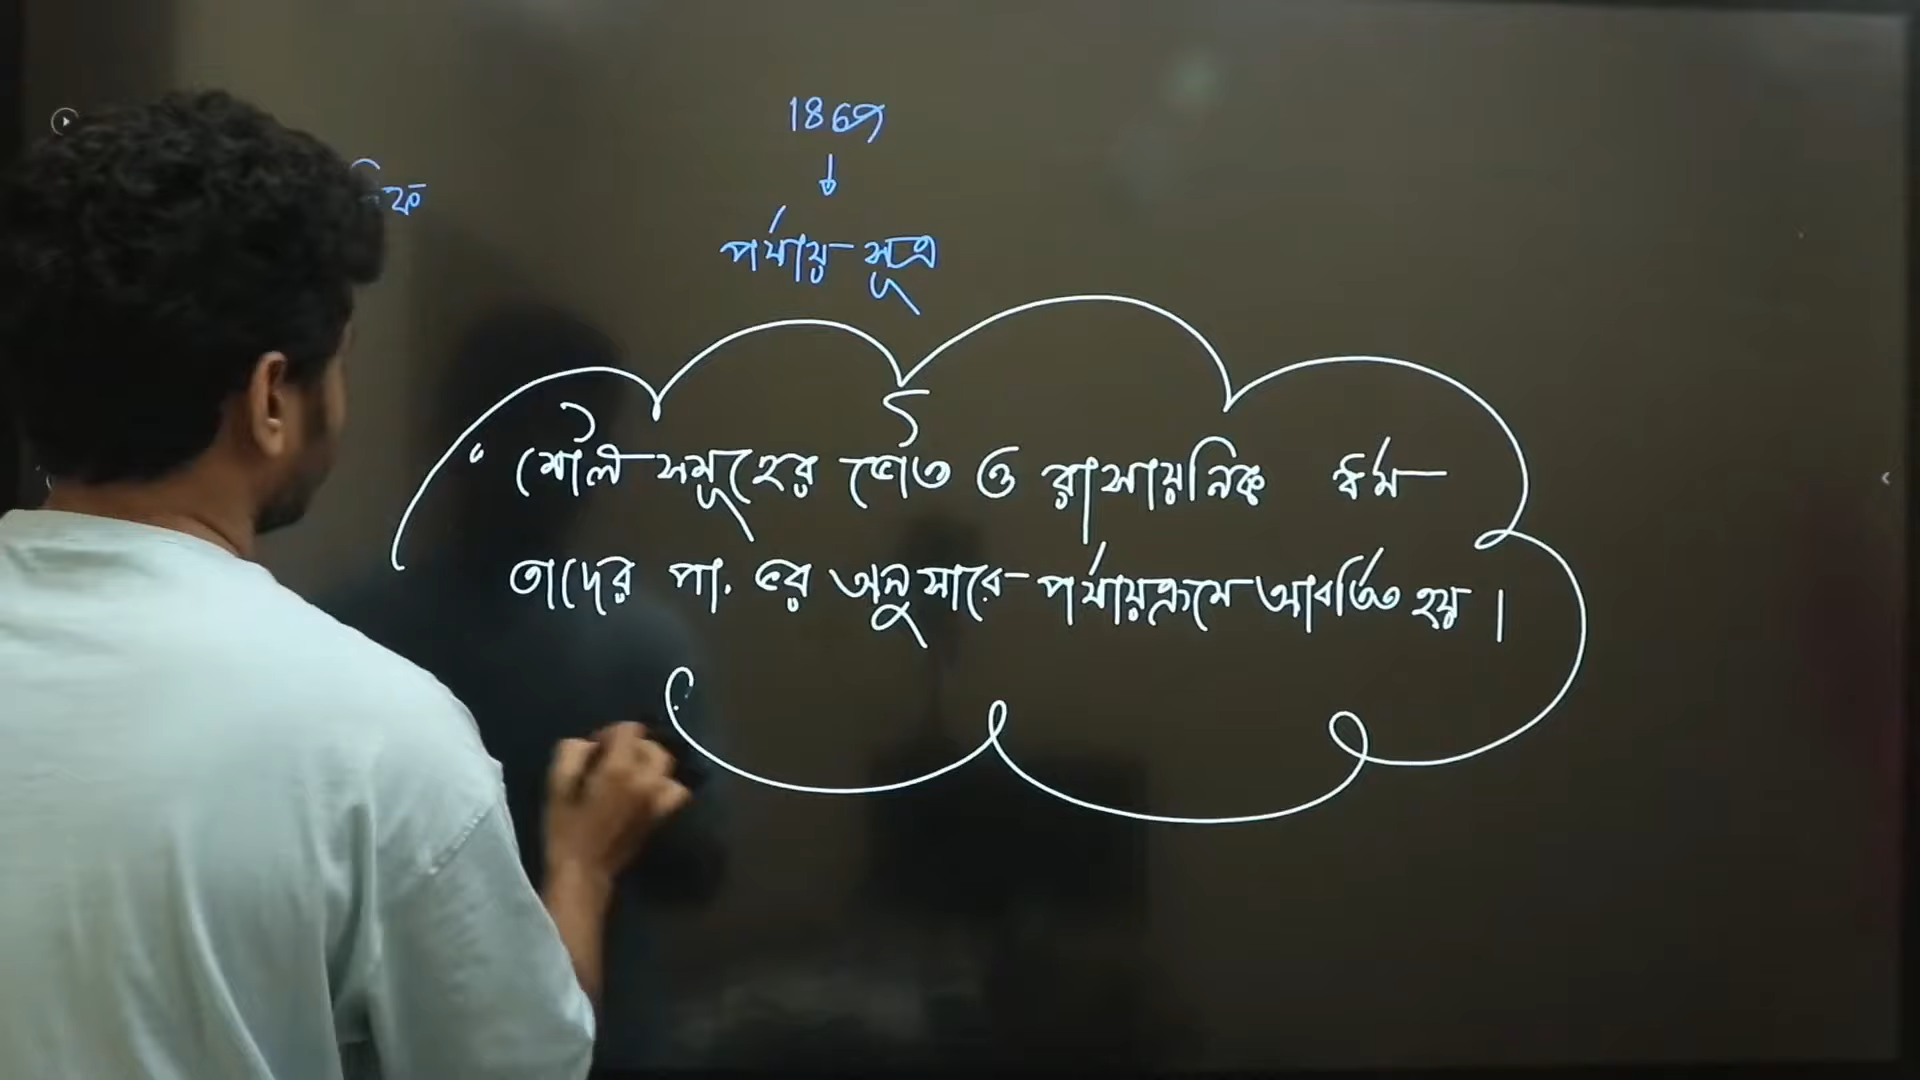 1869
পর্যায় সূত্র
মৌল সমূহের ভৌত ও রাসায়নিক ধর্ম
তাদের পা. ভর অনুসারে পর্যায়ক্রমে আবর্তিত হয় ।